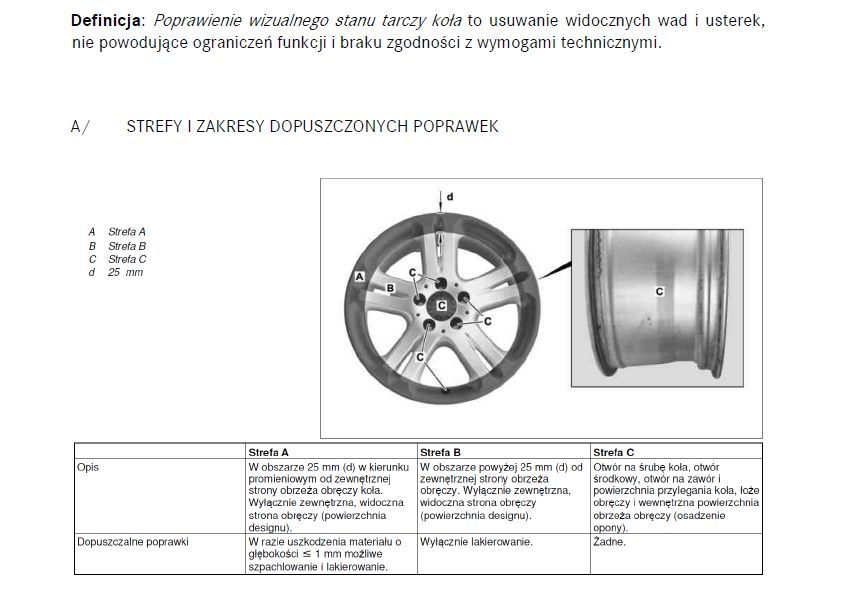 Definicja: Poprawienie wizualnego stanu tarczy koła to usuwanie widocznych wad i usterek,
nie powodujące ograniczeń funkcji i braku zgodności z wymogami technicznymi.
A/ STREFY I ZAKRESY DOPUSZCZONYCH POPRAWEK
A Strefa A
B Strefa B
C Strefa C
d 25 mm
d
A
B
C
C
C
C
C
Strefa A
Strefa B
Strefa C
Opis
W obszarze 25 mm (d) w kierunku
promieniowym od zewnętrznej
strony obrzeża obręczy koła.
Wyłącznie zewnętrzna, widoczna
strona obręczy (powierzchnia
designu).
W obszarze powyżej 25 mm (d) od
zewnętrznej strony obrzeża
obręczy. Wyłącznie zewnętrzna,
widoczna strona obręczy
(powierzchnia designu).
Otwór na śrubę koła, otwór
środkowy, otwór na zawór i
powierzchnia przylegania koła, łoże
obręczy i wewnętrzna powierzchnia
obrzeża obręczy (osadzenie
opony).
Dopuszczalne poprawki
W razie uszkodzenia materiału o
głębokości ≤ 1 mm możliwe
szpachlowanie i lakierowanie.
Wyłącznie lakierowanie.
Żadne.